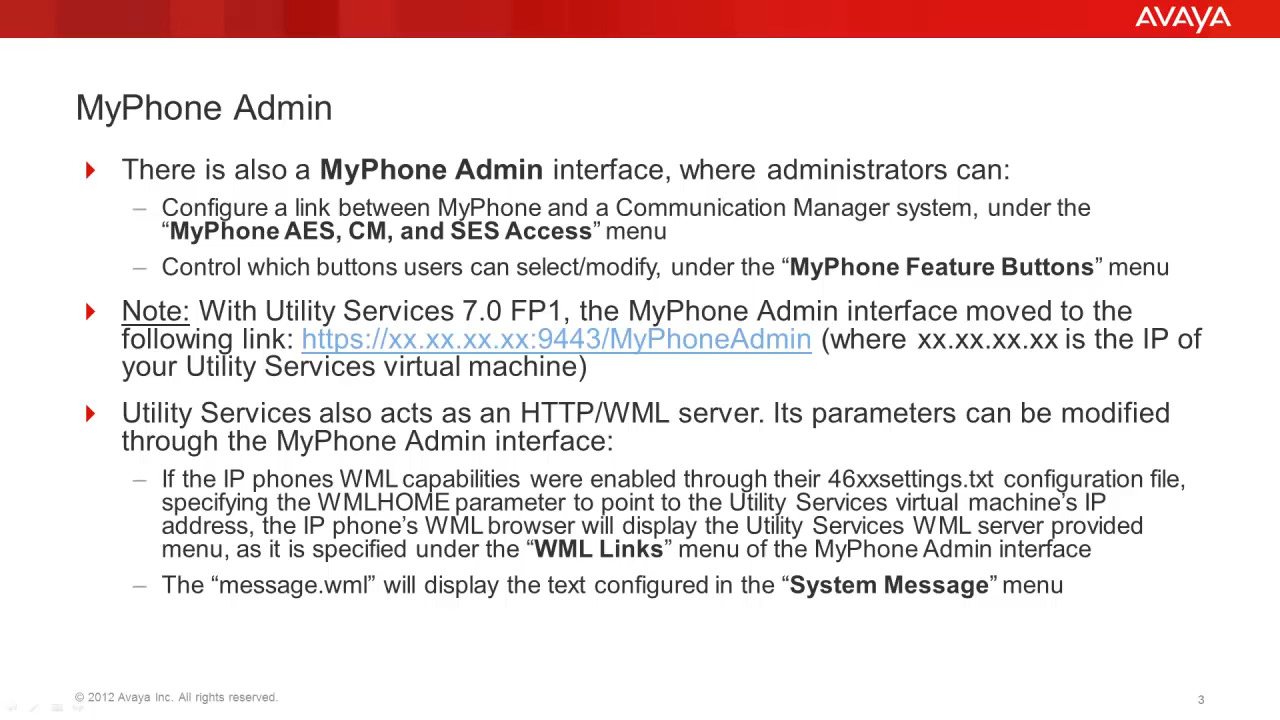 AVAYA
MyPhone Admin
There is also a MyPhone Admin interface, where administrators can:
– Configure a link between MyPhone and a Communication Manager system, under the
“MyPhone AES, CM, and SES Access” menu
– Control which buttons users can select/modify, under the “MyPhone Feature Buttons” menu
Note: With Utility Services 7.0 FP1, the MyPhone Admin interface moved to the
following link: https://xx.xx.xx.xx:9443/MyPhoneAdmin (where xx.xx.xx.xx is the IP of
your Utility Services virtual machine)
Utility Services also acts as an HTTP/WML server. Its parameters can be modified
through the MyPhone Admin interface:
– If the IP phones WML capabilities were enabled through their 46xxsettings.txt configuration file,
specifying the WMLHOME parameter to point to the Utility Services virtual machine’s IP
address, the IP phone’s WML browser will display the Utility Services WML server provided
menu, as it is specified under the “WML Links” menu of the MyPhone Admin interface
– The “message.wml” will display the text configured in the “System Message” menu
© 2012 Avaya Inc. All rights reserved.
3